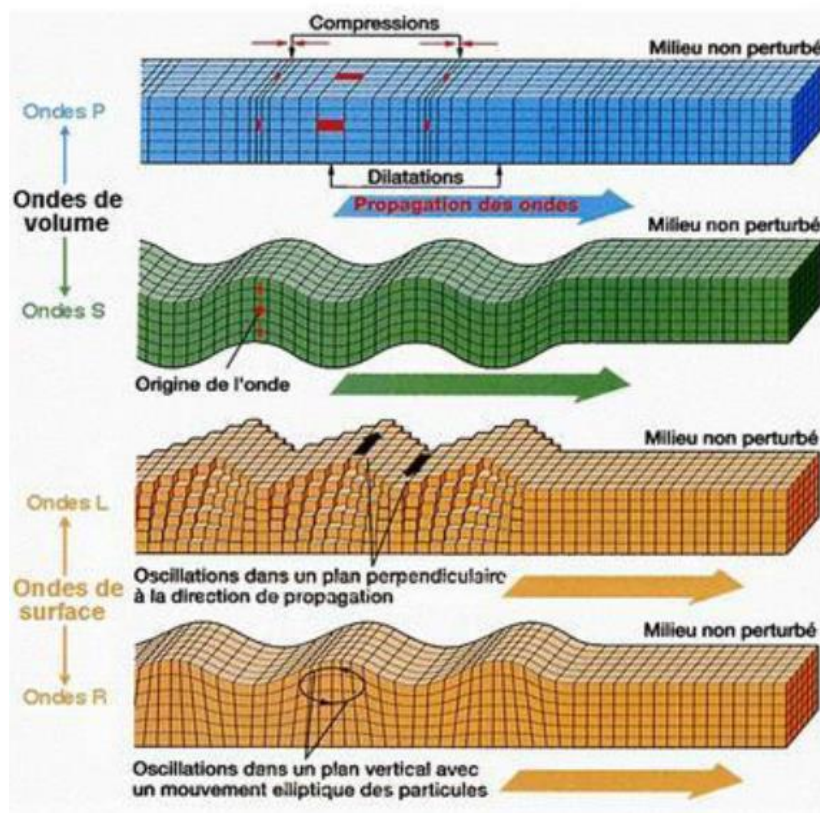 Compressions
Milieu non perturbé
Ondes P
Dilatations
Ondes de
volume
Propagation des ondes
Milieu non perturbé
Ondes S
Origine de l'onde
Milieu non perturbé
Ondes L
Oscillations dans un plan perpendiculaire
à la direction de propagation
Ondes de
surface
Milieu non perturbé
Ondes R
Oscillations dans un plan vertical avec
un mouvement elliptique des particules